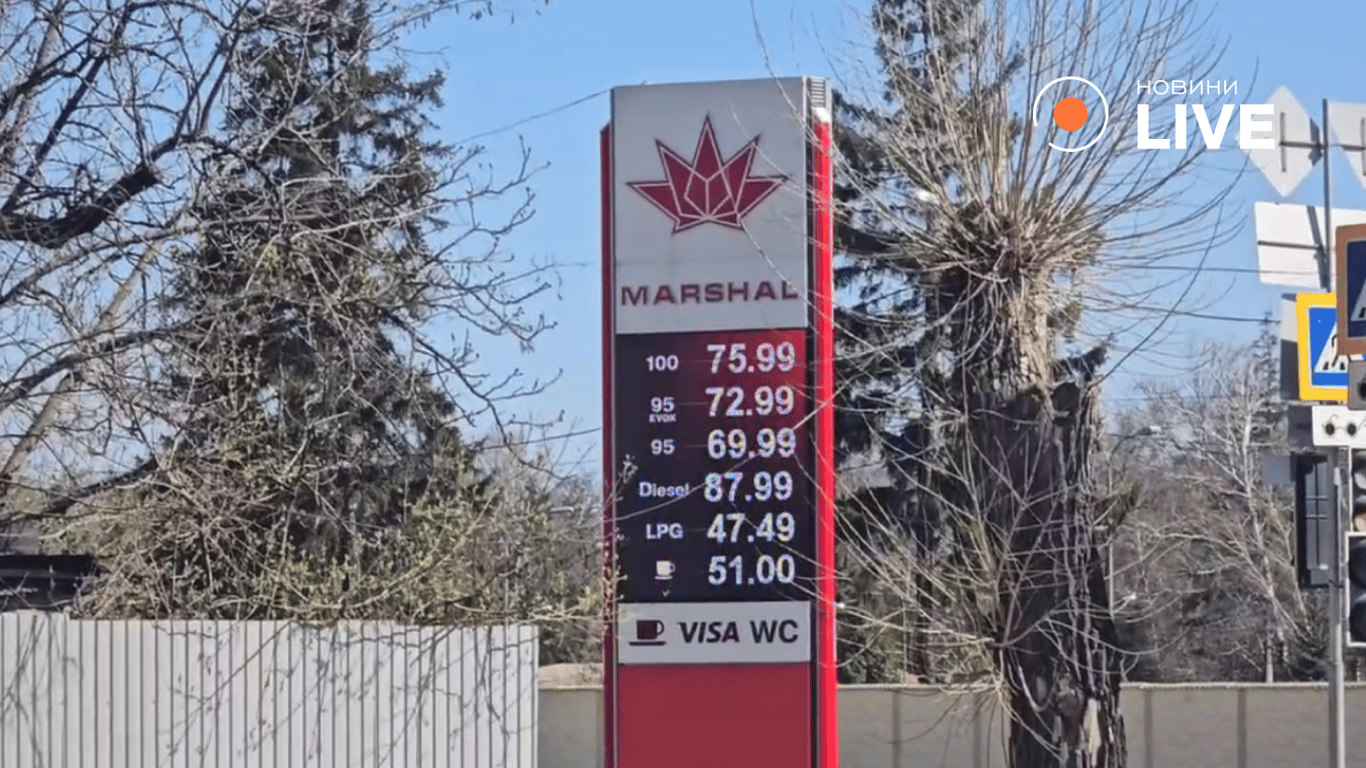 НОВИНИ
LIVE
MARSHAL
100 75.99
95 72.99
EVOK
95 69.99
Diesel 87.99
LPG 47.49
51.00
VISA WC